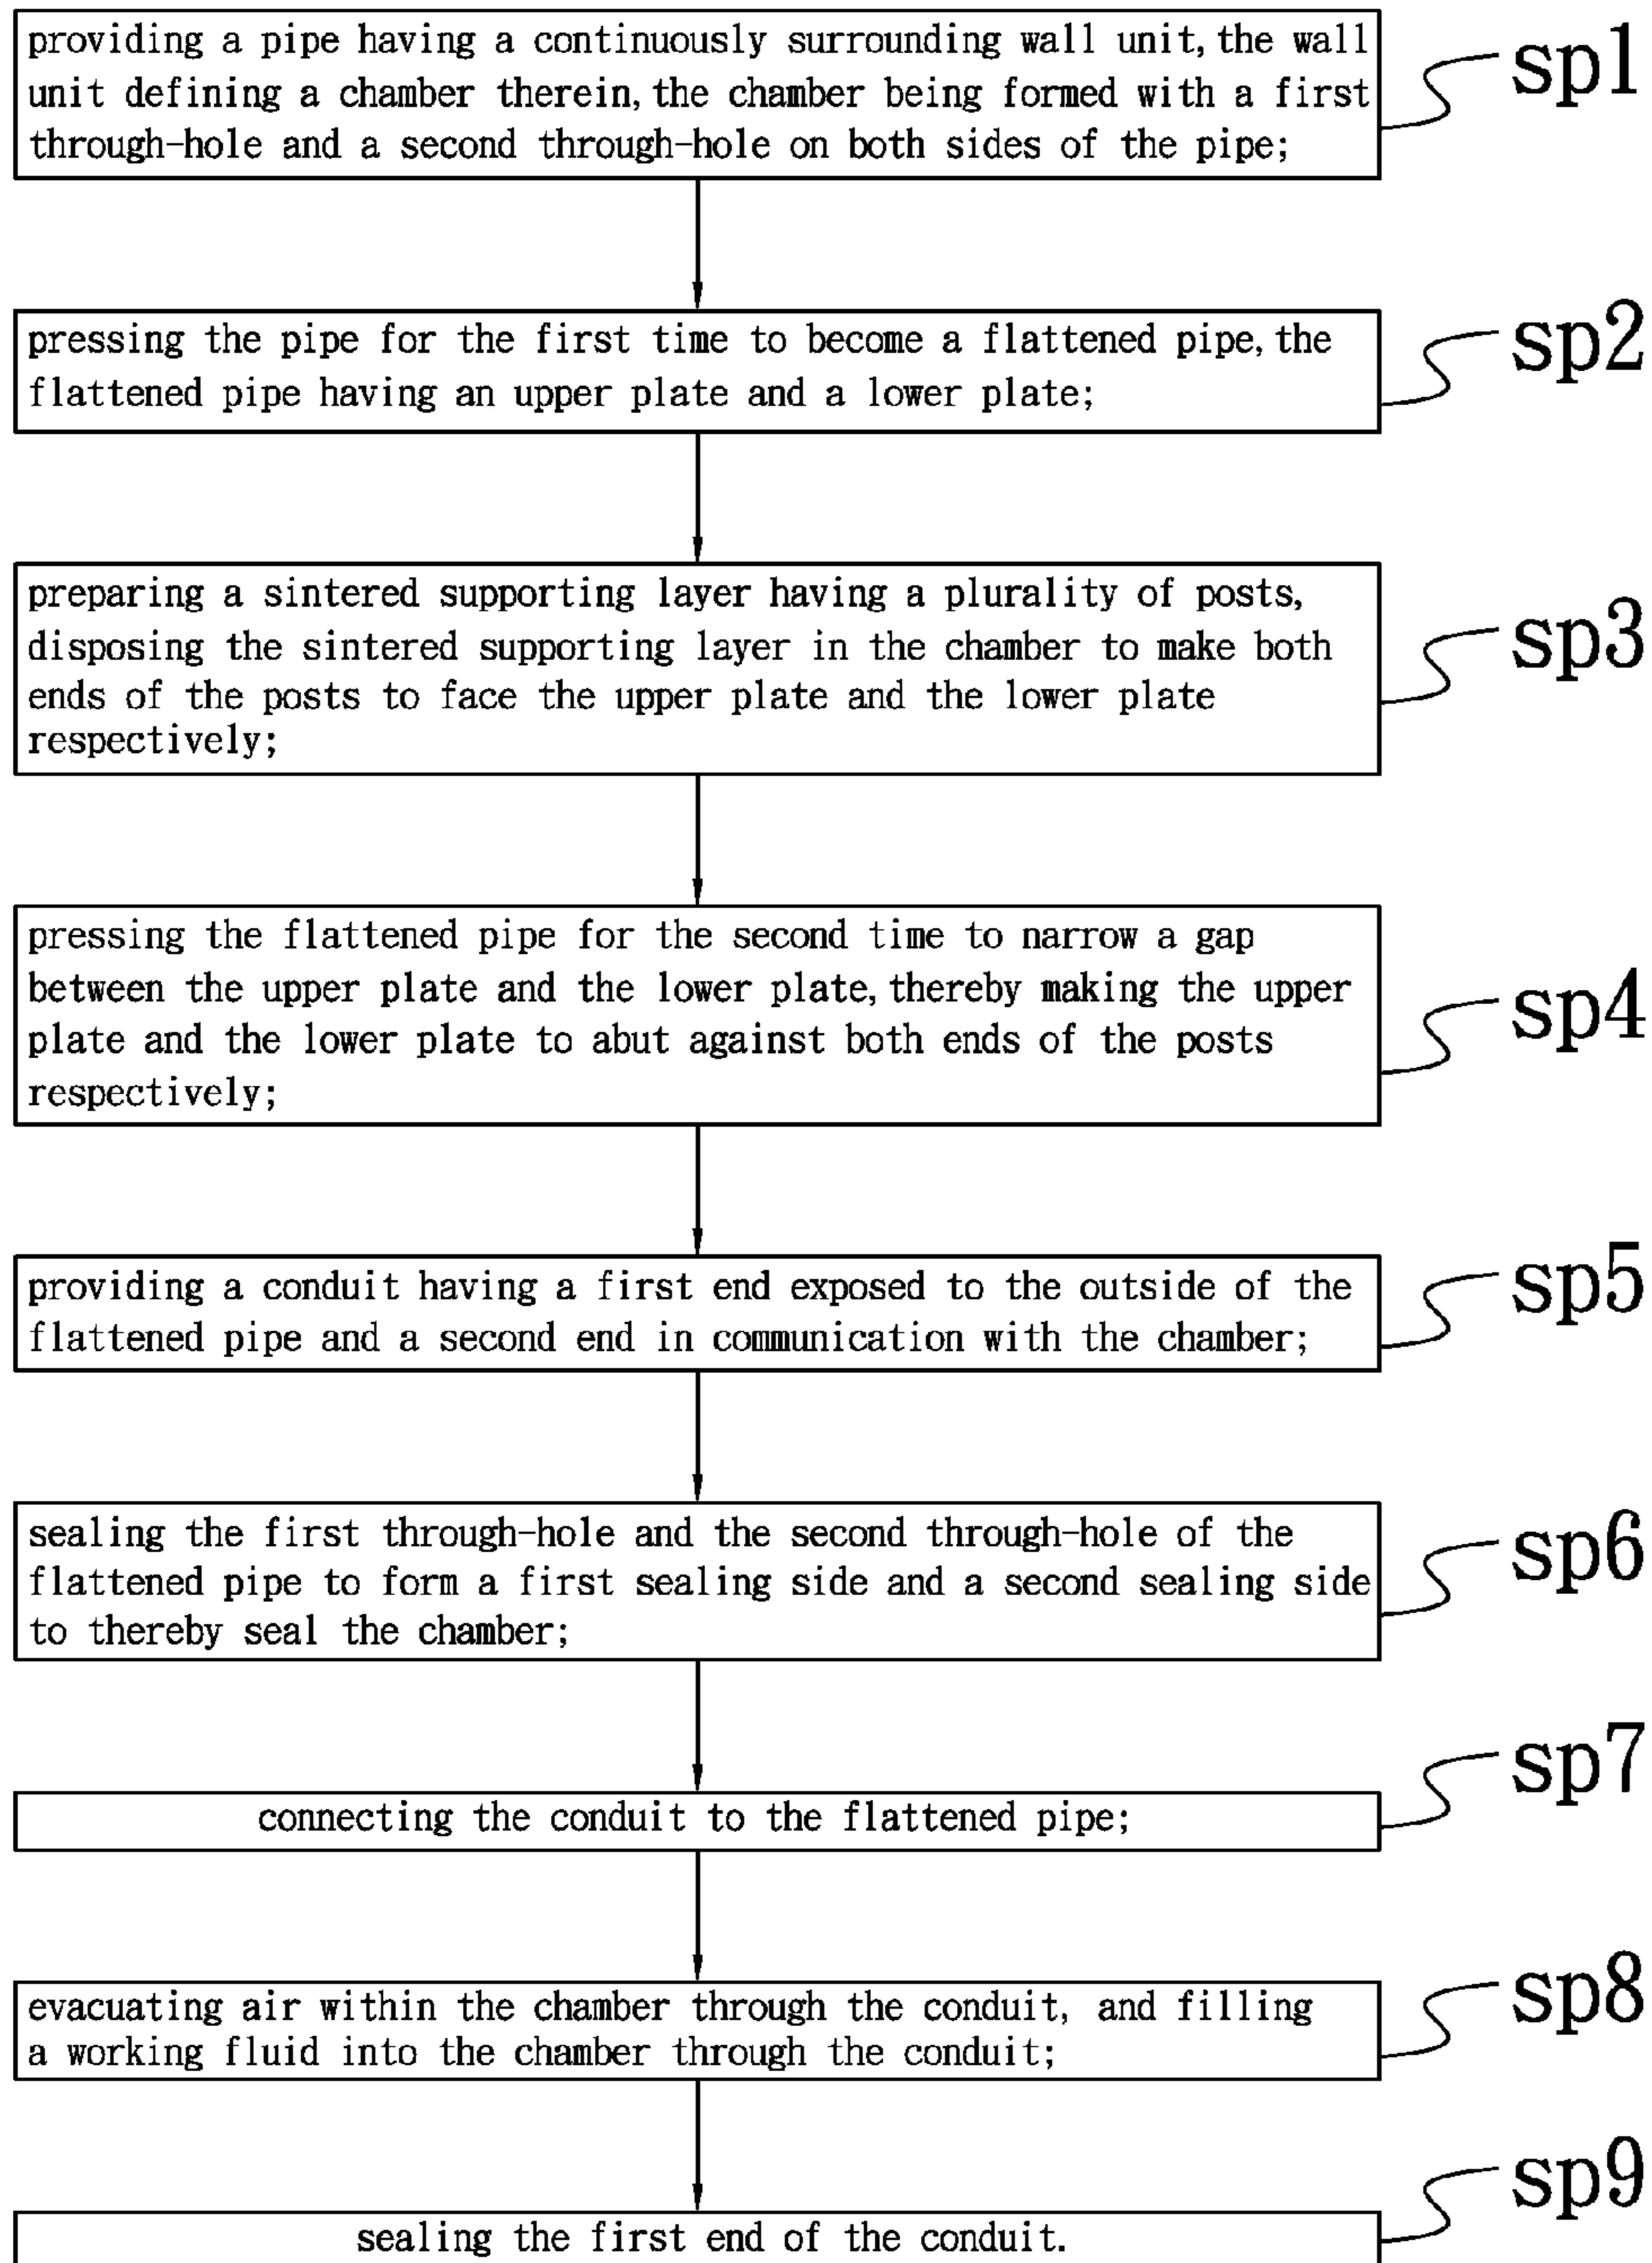 providing a pipe having a continuously surrounding wall unit, the wall
unit defining a chamber therein, the chamber being formed with a first
through-hole and a second through-hole on both sides of the pipe;
sp1
pressing the pipe for the first time to become a flattened pipe, the
flattened pipe having an upper plate and a lower plate;
sp2
preparing a sintered supporting layer having a plurality of posts,
disposing the sintered supporting layer in the chamber to make both
ends of the posts to face the upper plate and the lower plate
respectively;
sp3
pressing the flattened pipe for the second time to narrow a gap
between the upper plate and the lower plate, thereby making the upper
plate and the lower plate to abut against both ends of the posts
respectively;
sp4
providing a conduit having a first end exposed to the outside of the
flattened pipe and a second end in communication with the chamber;
sp5
sealing the first through-hole and the second through-hole of the
flattened pipe to form a first sealing side and a second sealing side
to thereby seal the chamber;
sp6
connecting the conduit to the flattened pipe;
sp7
evacuating air within the chamber through the conduit, and filling
a working fluid into the chamber through the conduit;
sp8
sealing the first end of the conduit.
sp9